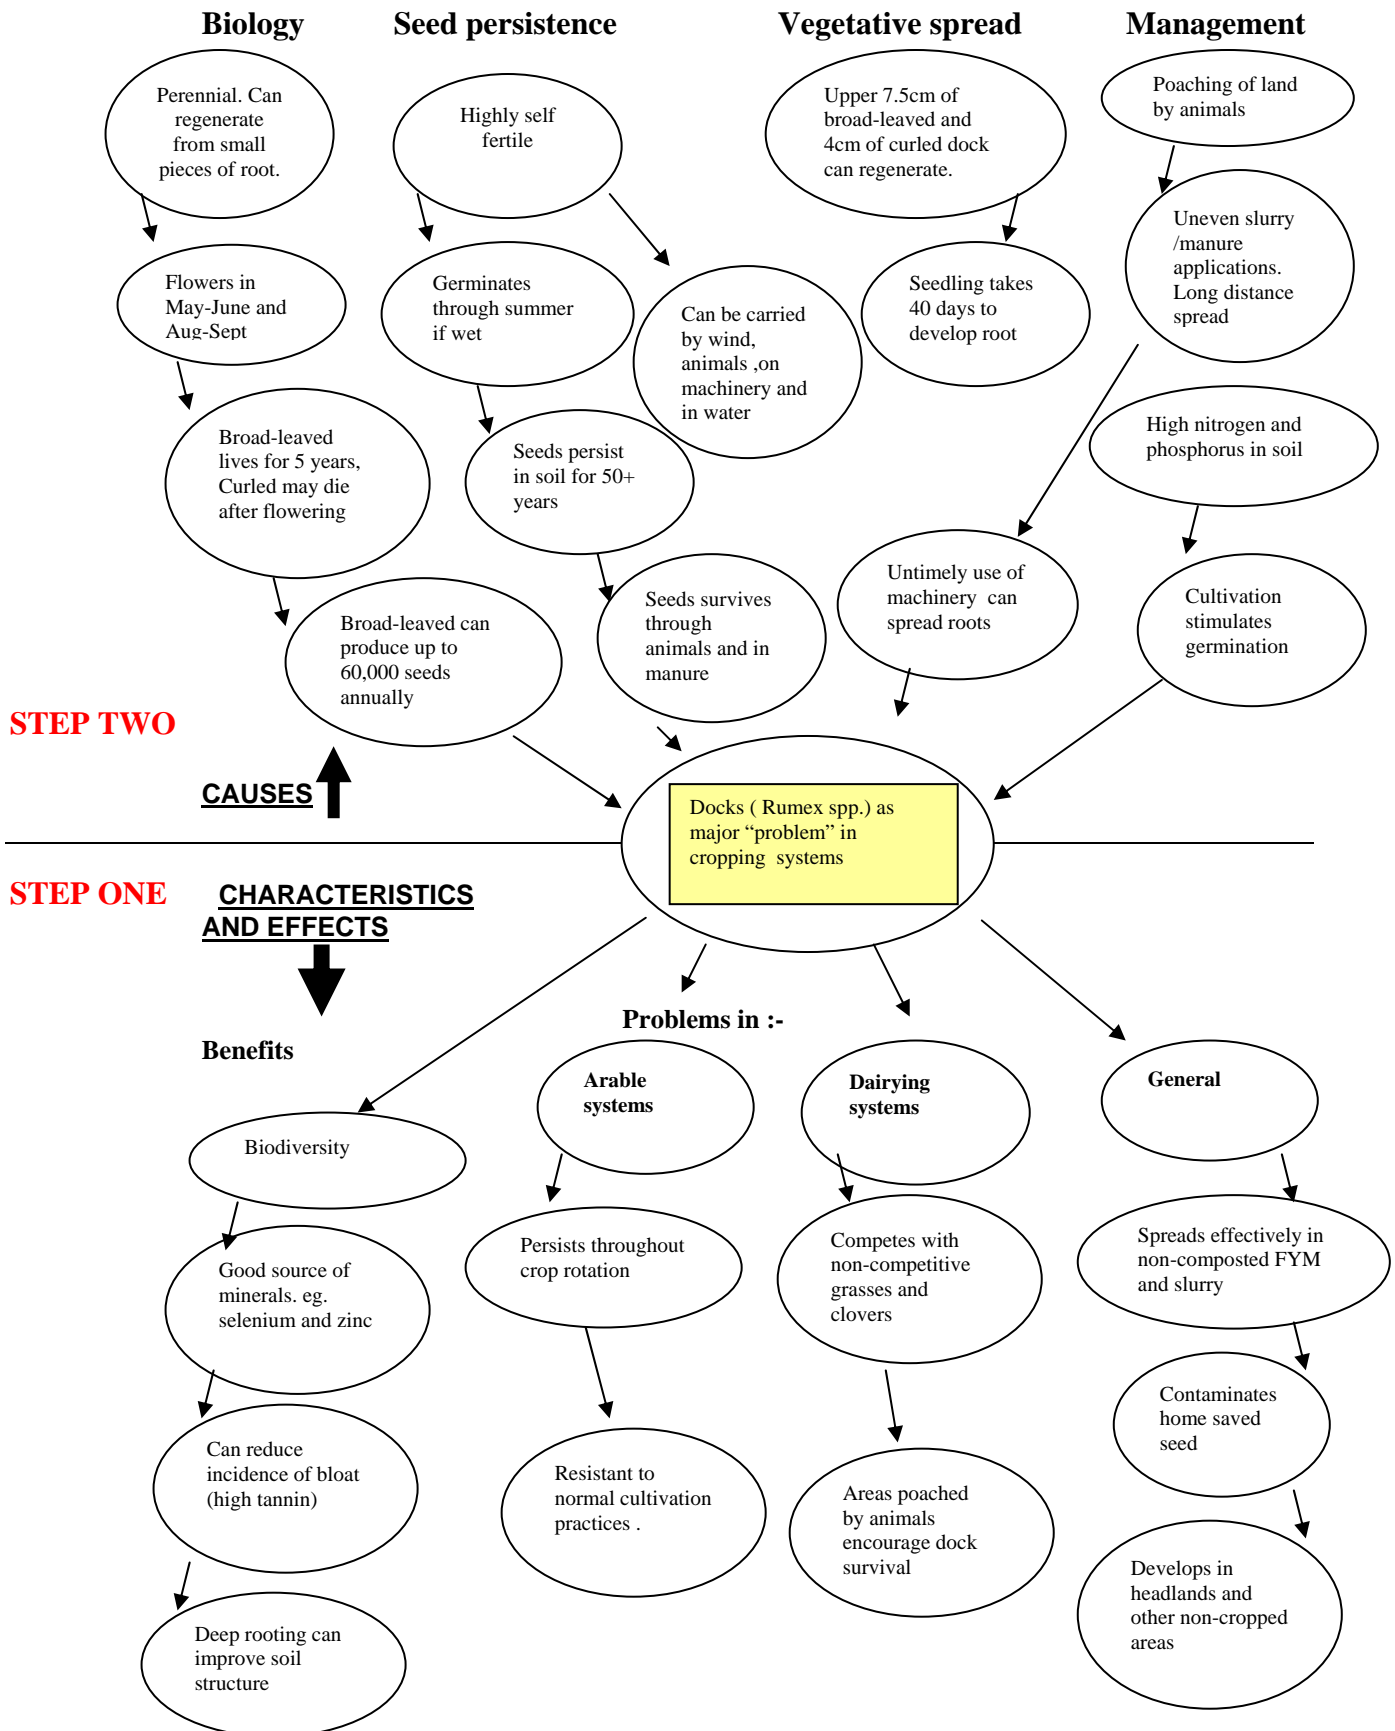 Biology
Seed persistence
Vegetative spread
Management
Perennial. Can
regenerate
from small
pieces of root.
Flowers in
May-June and
Aug-Sept
Broad-leaved
lives for 5 years,
Curled may die
after flowering
Broad-leaved can
produce up to
60,000 seeds
annually
Highly self
fertile
Germinates
through summer
if wet
Can be carried
by wind,
animals ,on
machinery and
in water
Seeds persist
in soil for 50+
years
Seeds survives
through
animals and in
manure
Upper 7.5cm of
broad-leaved and
4cm of curled dock
can regenerate.
Seedling takes
40 days to
develop root
Untimely use of
machinery can
spread roots
Poaching of land
by animals
Uneven slurry
/manure
applications.
Long distance
spread
High nitrogen and
phosphorus in soil
Cultivation
stimulates
germination
STEP TWO
CAUSES
Docks ( Rumex spp.) as
major “problem” in
cropping systems
STEP ONE
CHARACTERISTICS
AND EFFECTS
Benefits
Problems in :-
Biodiversity
Good source of
minerals. eg.
selenium and zinc
Can reduce
incidence of bloat
(high tannin)
Deep rooting can
improve soil
structure
Arable
systems
Persists throughout
crop rotation
Resistant to
normal cultivation
practices .
Dairying
systems
Competes with
non-competitive
grasses and
clovers
Areas poached
by animals
encourage dock
survival
General
Spreads effectively in
non-composted FYM
and slurry
Contaminates
home saved
seed
Develops in
headlands and
other non-cropped
areas